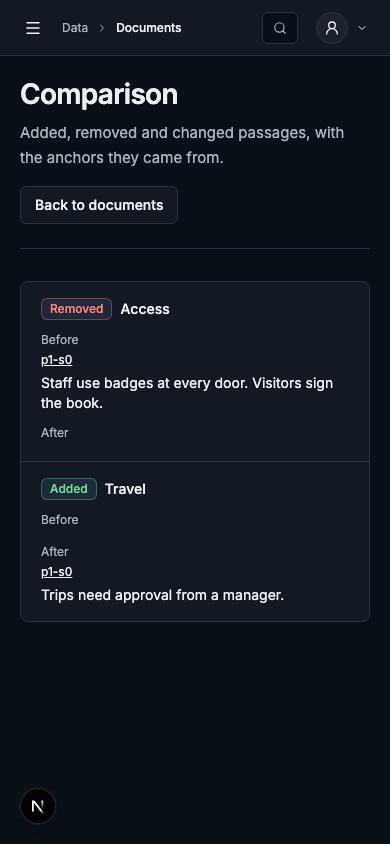 Data > Documents
Comparison
Added, removed and changed passages, with
the anchors they came from.
Back to documents
Removed Access
Before
p1-s0
Staff use badges at every door. Visitors sign
the book.
After
Added Travel
Before
After
p1-s0
Trips need approval from a manager.
N